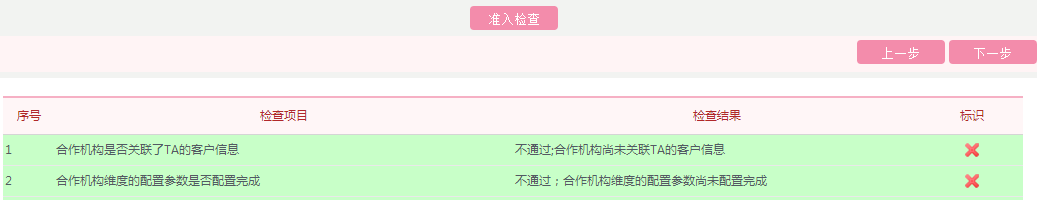 准入检查
上一步 下一步
序号 检查项目 检查结果 标识
1 合作机构是否关联了TA的客户信息 不通过;合作机构尚未关联TA的客户信息
2 合作机构维度的配置参数是否配置完成 不通过；合作机构维度的配置参数尚未配置完成